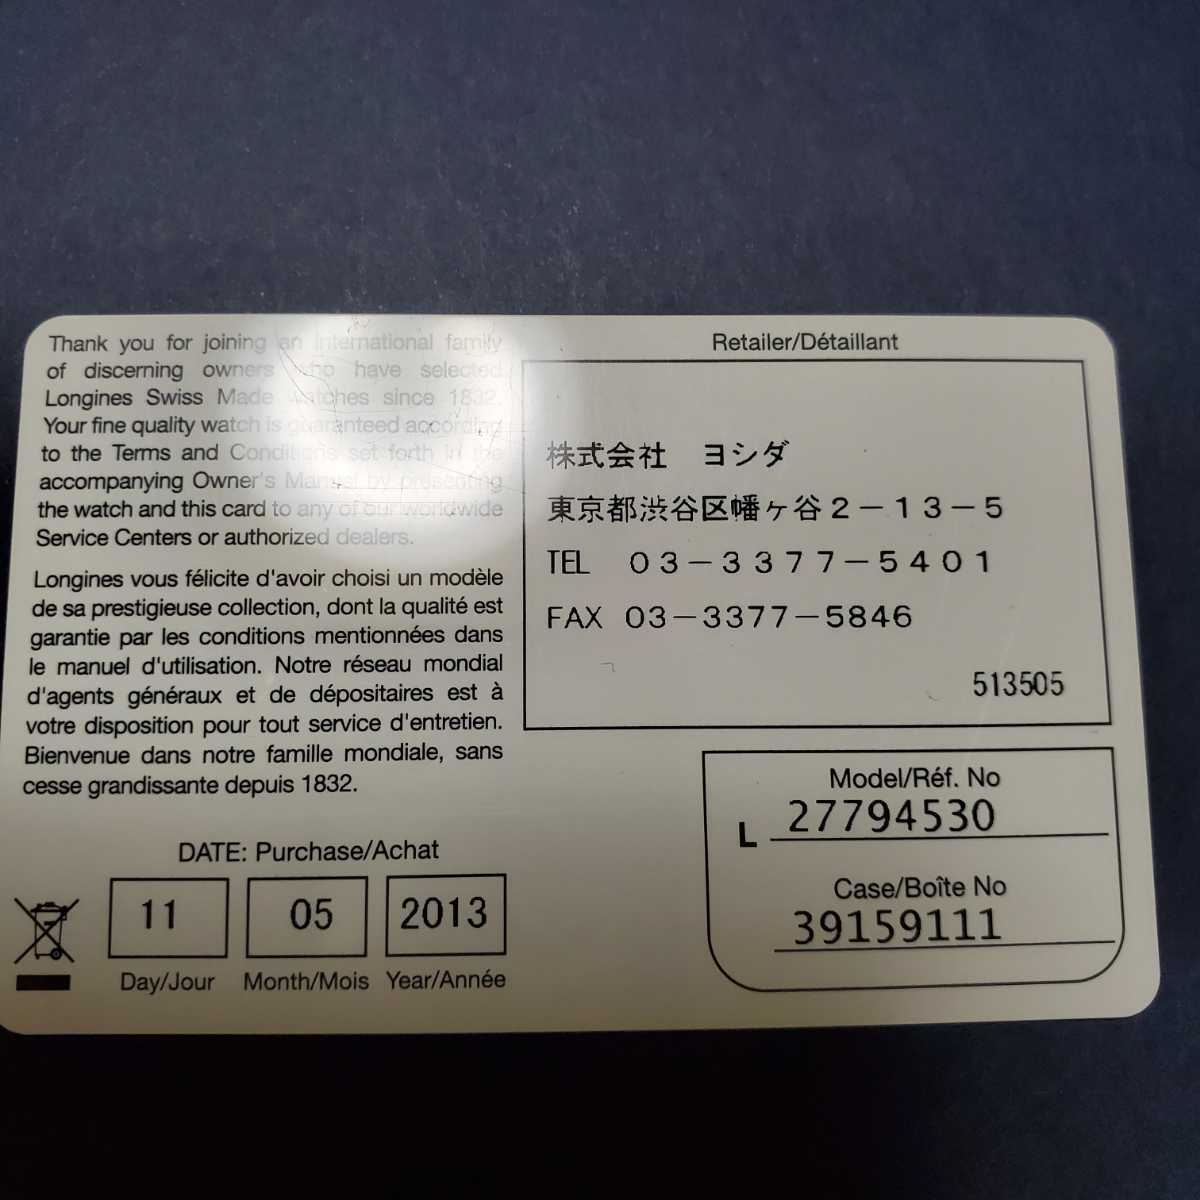 Thank you for joining an international family
of discerning owners who have selected
Longines Swiss Made watches since 1832.
Your fine quality watch is guaranteed according
to the Terms and Conditions set forth in the
accompanying Owner's Manual by presenting
the watch and this card to any of our worldwide
Service Centers or authorized dealers.
Longines vous félicite d'avoir choisi un modèle
de sa prestigieuse collection, dont la qualité est
garantie par les conditions mentionnées dans
le manuel d'utilisation. Notre réseau mondial
d'agents généraux et de dépositaires est à
votre disposition pour tout service d'entretien.
Bienvenue dans notre famille mondiale, sans
cesse grandissante depuis 1832.
DATE: Purchase/Achat
11 05 2013
Day/Jour Month/Mois Year/Année
Retailer/Détaillant
株式会社 ヨシダ
東京都渋谷区幡ヶ谷2-13-5
TEL 03-3377-5401
FAX 03-3377-5846
513505
Model/Réf. No
L 27794530
Case/Boîte No
39159111